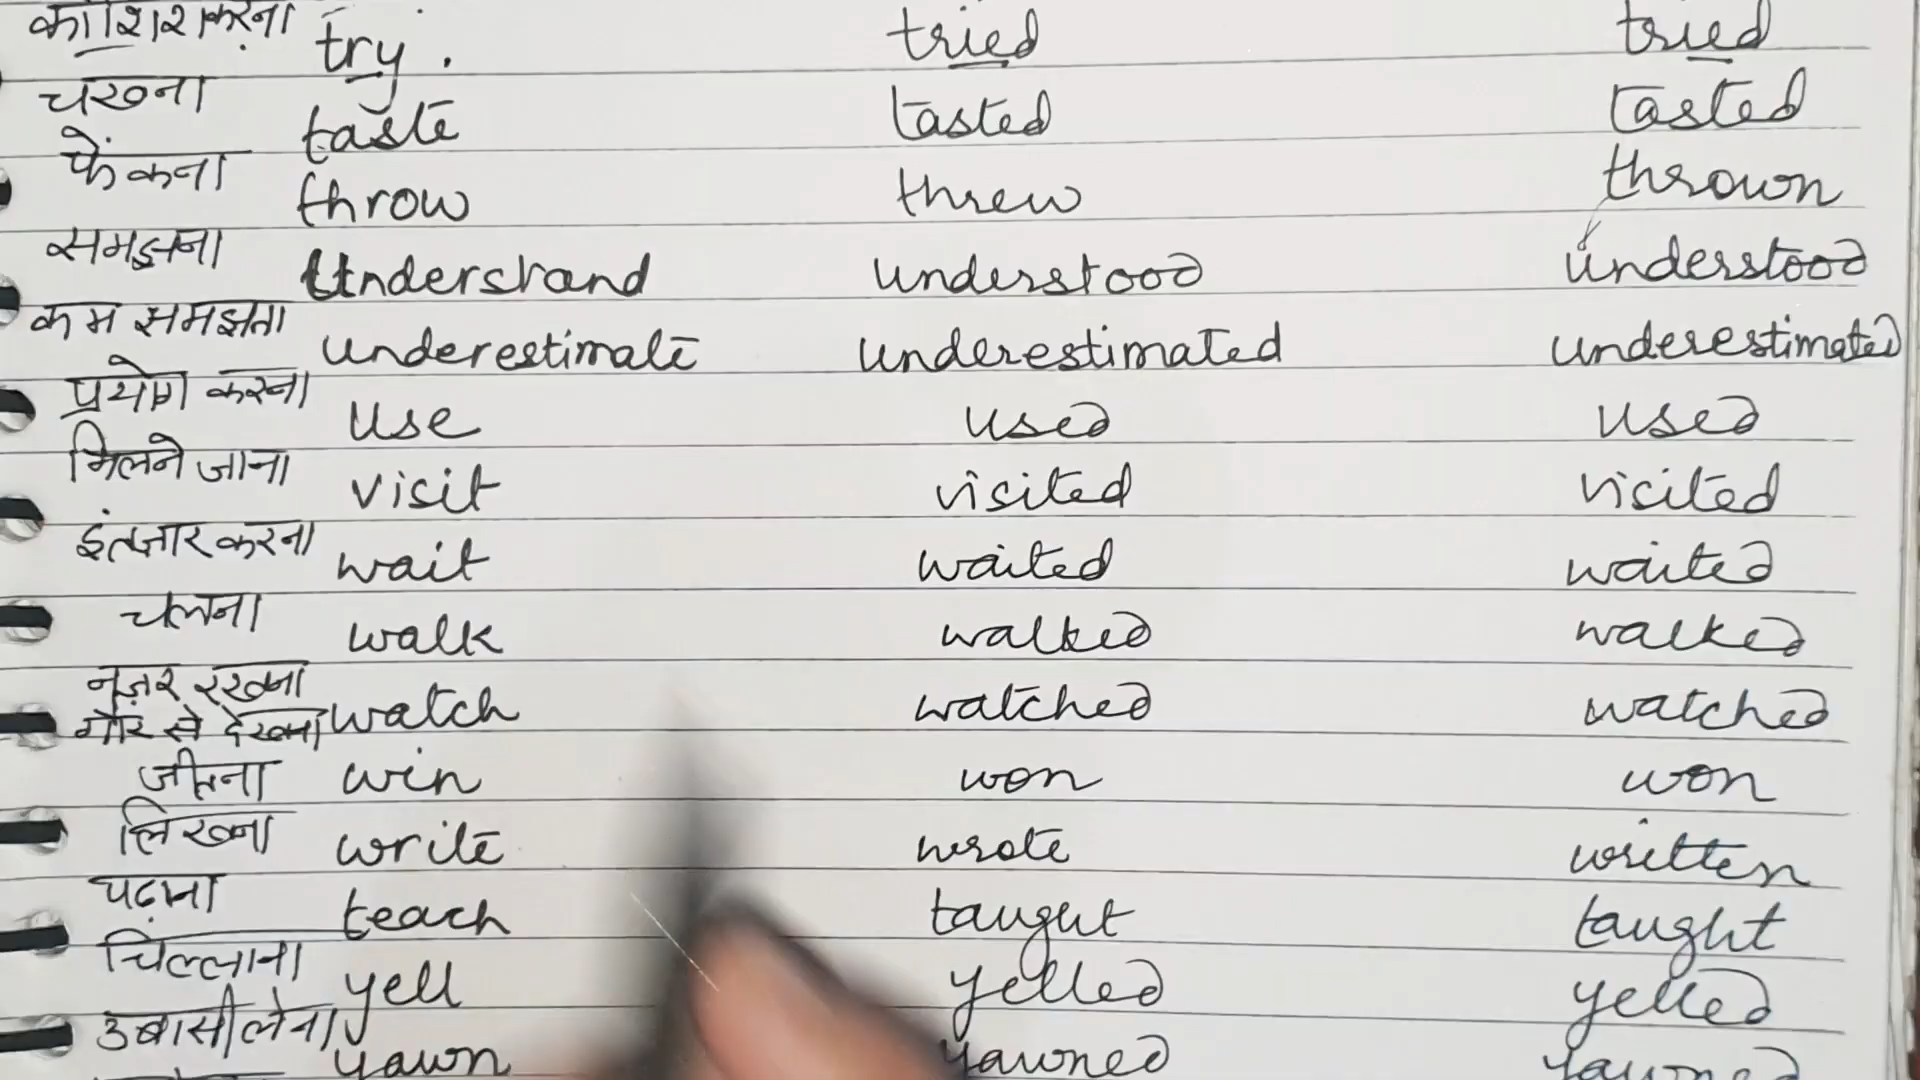 कोशिश करना try. tried tried
चखना taste tasted tasted
फेंकना throw threw thrown
समझना Understand understood understood
कम समझना underestimate underestimated underestimated
प्रयोग करना use used used
मिलने जाना visit visited visited
इंतजार करना wait waited waited
चलना walk walked walked
नज़र रखना
गौर से देखना watch watched watched
जीतना win won won
लिखना write wrote written
पढ़ाना teach taught taught
चिल्लाना yell yelled yelled
उबासी लेना yawn yawned yawned